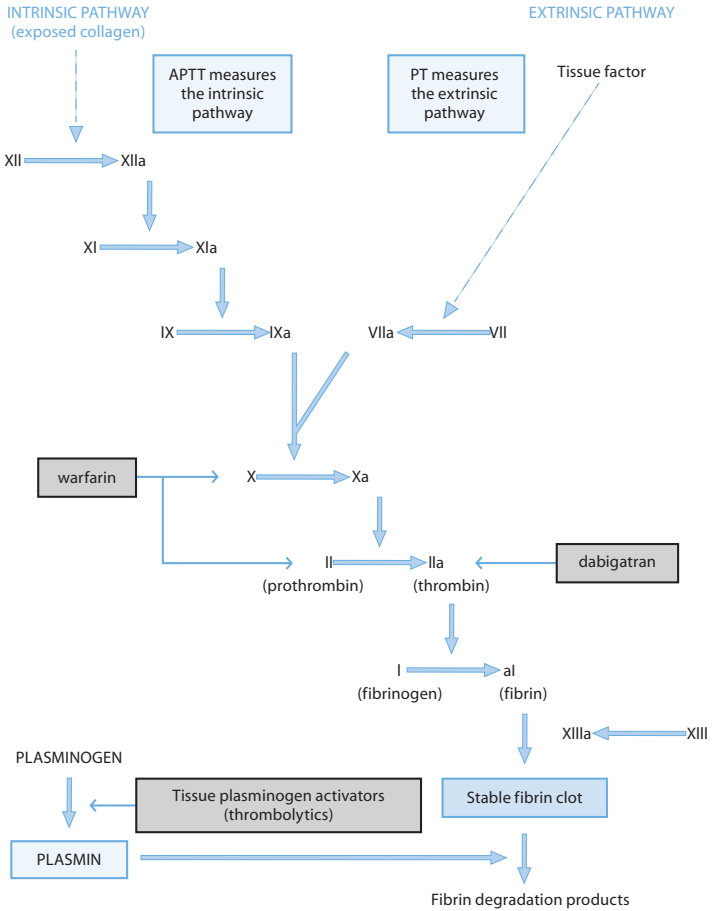 INTRINSIC PATHWAY
(exposed collagen)
EXTRINSIC PATHWAY
APTT measures
the intrinsic
pathway
PT measures
the extrinsic
pathway
Tissue factor
XII
XIIa
XI
XIa
IX
IXa
VIIa
VII
warfarin
X
Xa
II
(prothrombin)
IIa
(thrombin)
dabigatran
I
(fibrinogen)
aI
(fibrin)
XIIIa
XIII
PLASMINOGEN
Tissue plasminogen activators
(thrombolytics)
Stable fibrin clot
PLASMIN
Fibrin degradation products